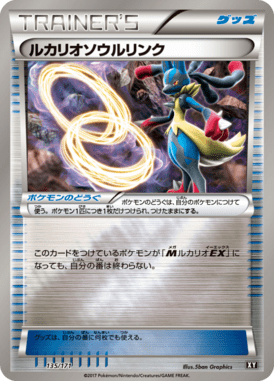 TRAINER'S
グッズ
ルカリオソウルリンク
ポケモンのどうぐ
ポケモンのどうぐは、自分のポケモンにつけて
使う。ポケモン1匹につき1枚だけつけられ、つけたままにする。
このカードをつけているポケモンが「MルカリオEX」に
なっても、自分の番は終わらない。
グッズは、自分の番に何枚でも使える。
135/171
XY
Illus.5ban Graphics
©2017 Pokémon/Nintendo/Creatures/GAME FREAK.